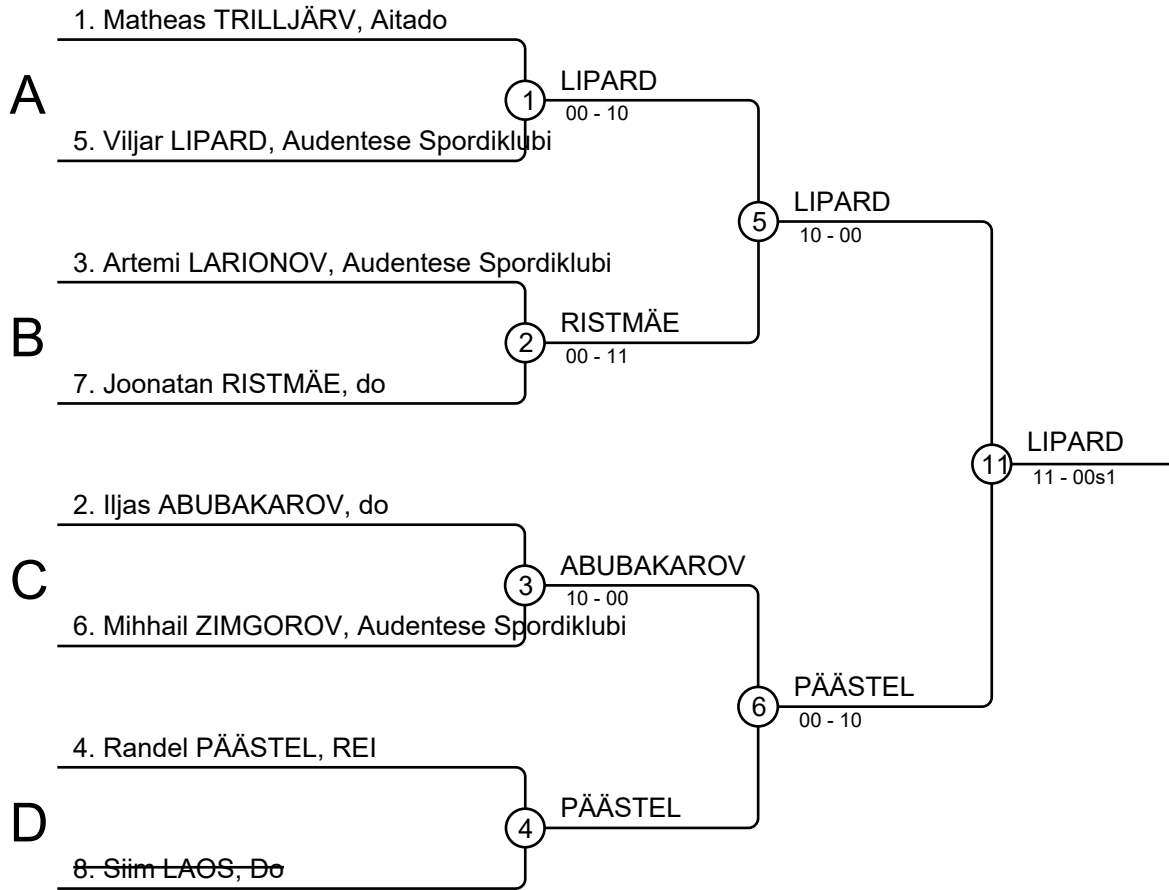 1. Matheas TRILLJÄRV, Aitado
A
1
LIPARD
00 - 10
5. Viljar LIPARD, Audentese Spordiklubi
5
LIPARD
10 - 00
3. Artemi LARIONOV, Audentese Spordiklubi
B
2
RISTMÄE
00 - 11
7. Joonatan RISTMÄE, do
11
LIPARD
11 - 00s1
2. Iljas ABUBAKAROV, do
C
3
ABUBAKAROV
10 - 00
6. Mihhail ZIMGOROV, Audentese Spordiklubi
6
PÄÄSTEL
00 - 10
4. Randel PÄÄSTEL, REI
D
4
PÄÄSTEL
8. Siim LAOS, Do